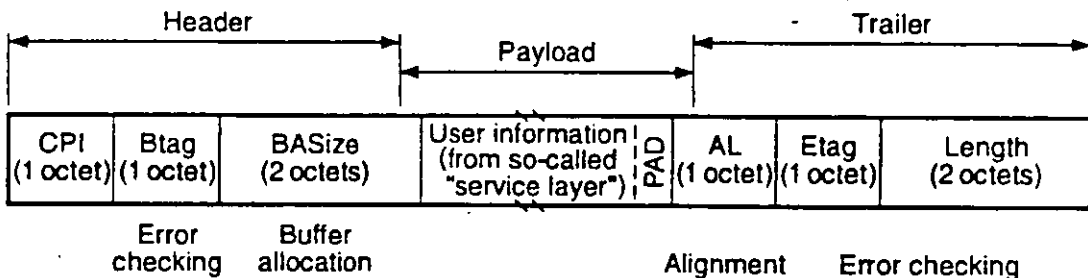 Header
Payload
Trailer
CPI
(1 octet)
Btag
(1 octet)
BASize
(2 octets)
User information
(from so-called
"service layer")
PAD
AL
(1 octet)
Etag
(1 octet)
Length
(2 octets)
Error
checking
Buffer
allocation
Alignment
Error checking